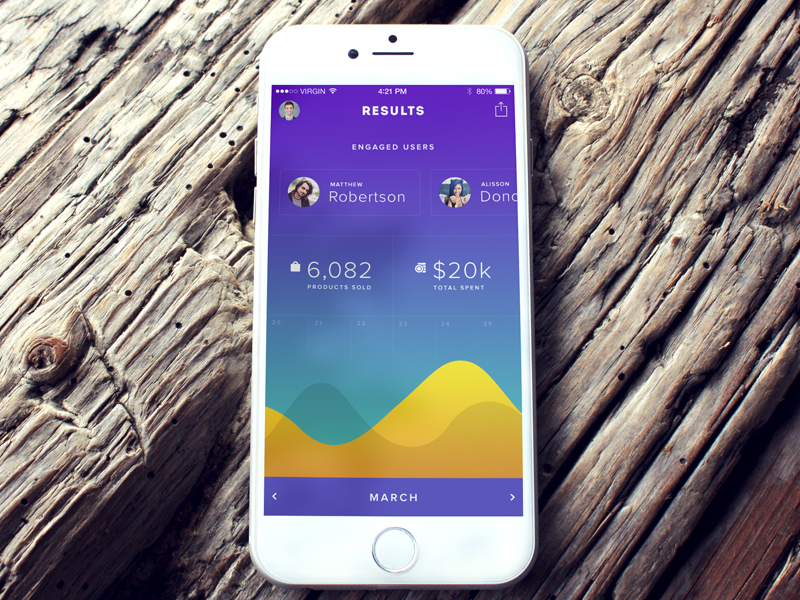 VIRGIN 4:21 PM 80%
RESULTS
ENGAGED USERS
MATTHEW
Robertson
ALISSON
Dono
6,082
PRODUCTS SOLD
$20k
TOTAL SPENT
20 21 22 23 24 25
MARCH